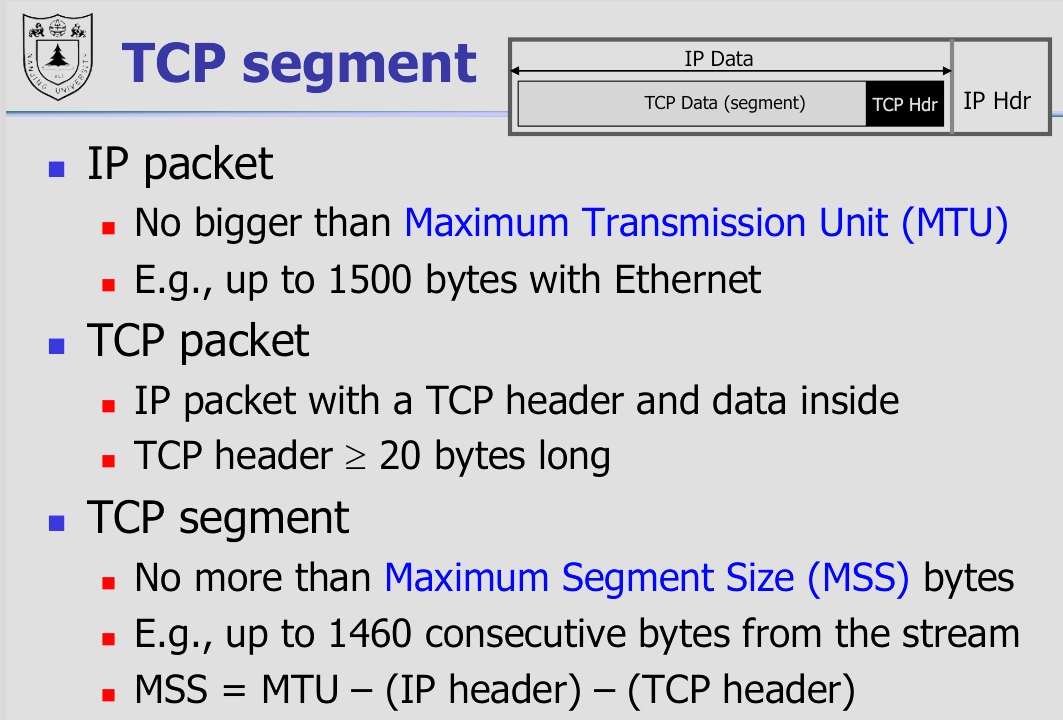 TCP segment
IP Data
TCP Data (segment)
TCP Hdr
IP Hdr
IP packet
No bigger than Maximum Transmission Unit (MTU)
E.g., up to 1500 bytes with Ethernet
TCP packet
IP packet with a TCP header and data inside
TCP header ≥ 20 bytes long
TCP segment
No more than Maximum Segment Size (MSS) bytes
E.g., up to 1460 consecutive bytes from the stream
MSS = MTU – (IP header) – (TCP header)
NANJING UNIVERSITY